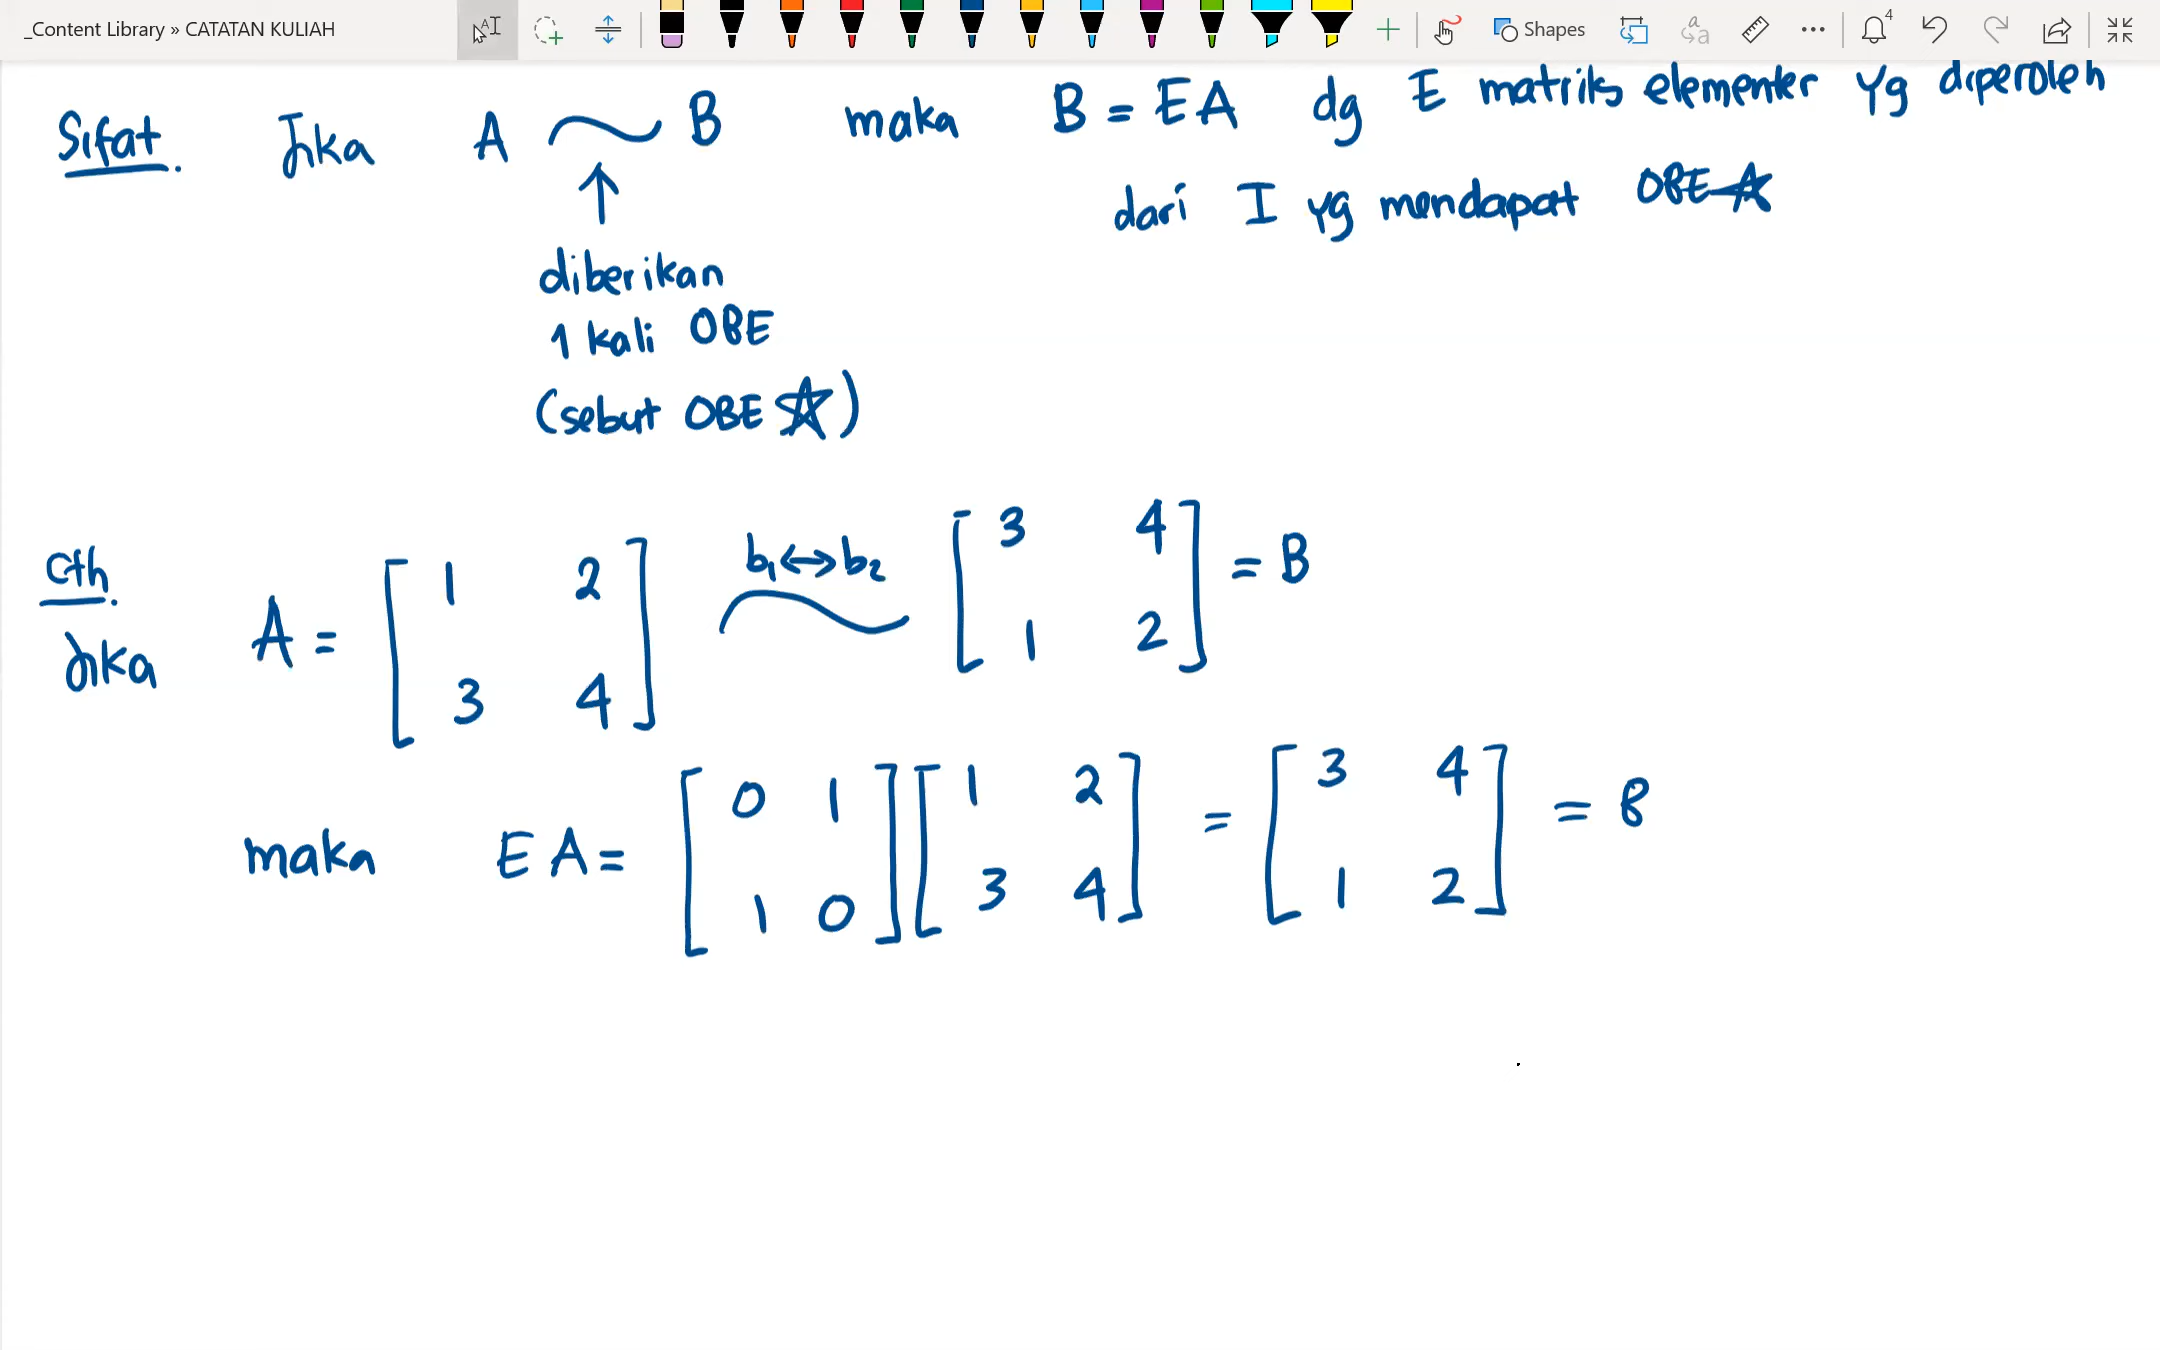 _Content Library » CATATAN KULIAH
Shapes
4
Sifat. Jika A ~ B maka B = EA dg E matriks elementer yg diperoleh
dari I yg mendapat OBE ☆
↑
diberikan
1 kali OBE
(sebut OBE ☆)
Cth.
Jika A = [ 1 2 ; 3 4 ] b₁↔b₂ ~ [ 3 4 ; 1 2 ] = B
maka EA = [ 0 1 ; 1 0 ] [ 1 2 ; 3 4 ] = [ 3 4 ; 1 2 ] = B